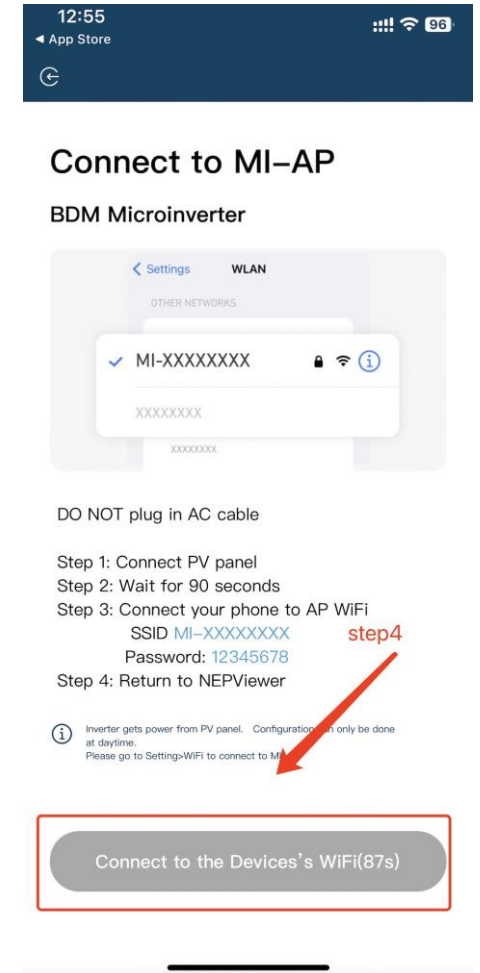 12:55
96
◀ App Store
Connect to MI–AP
BDM Microinverter
Settings WLAN
OTHER NETWORKS
MI-XXXXXXXX
XXXXXXXX
XXXXXXXX
DO NOT plug in AC cable
Step 1: Connect PV panel
Step 2: Wait for 90 seconds
Step 3: Connect your phone to AP WiFi
SSID MI–XXXXXXXX
step4
Password: 12345678
Step 4: Return to NEPViewer
Inverter gets power from PV panel. Configuration only be done
at daytime.
Please go to Setting>WiFi to connect to
Connect to the Devices's WiFi(87s)